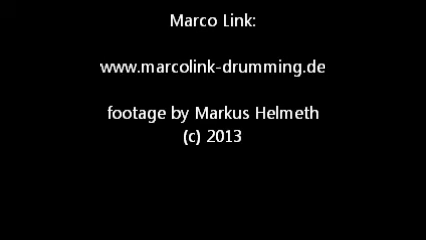 Marco Link:
www.marcolink-drumming.de
footage by Markus Helmeth
(c) 2013